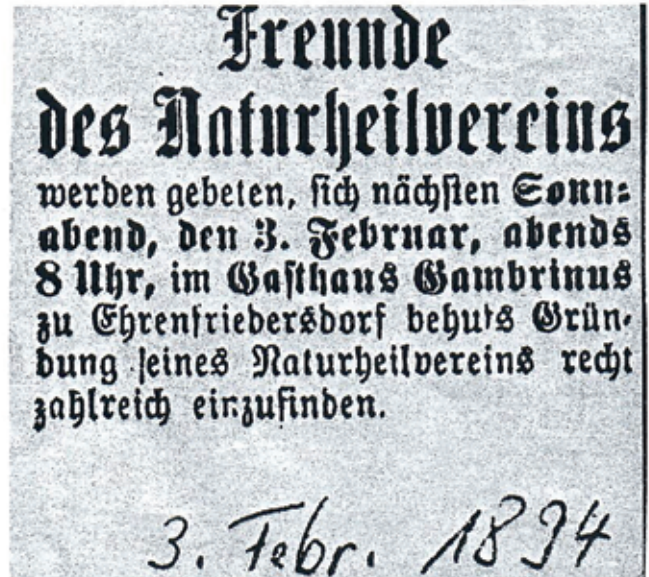 Freunde
des Naturheilvereins
werden gebeten, sich nächsten Sonn-
abend, den 3. Februar, abends
8 Uhr, im Gasthaus Gambrinus
zu Ehrenfriedersdorf behufs Grün-
dung seines Naturheilvereins recht
zahlreich einzufinden.
3. Febr. 1894